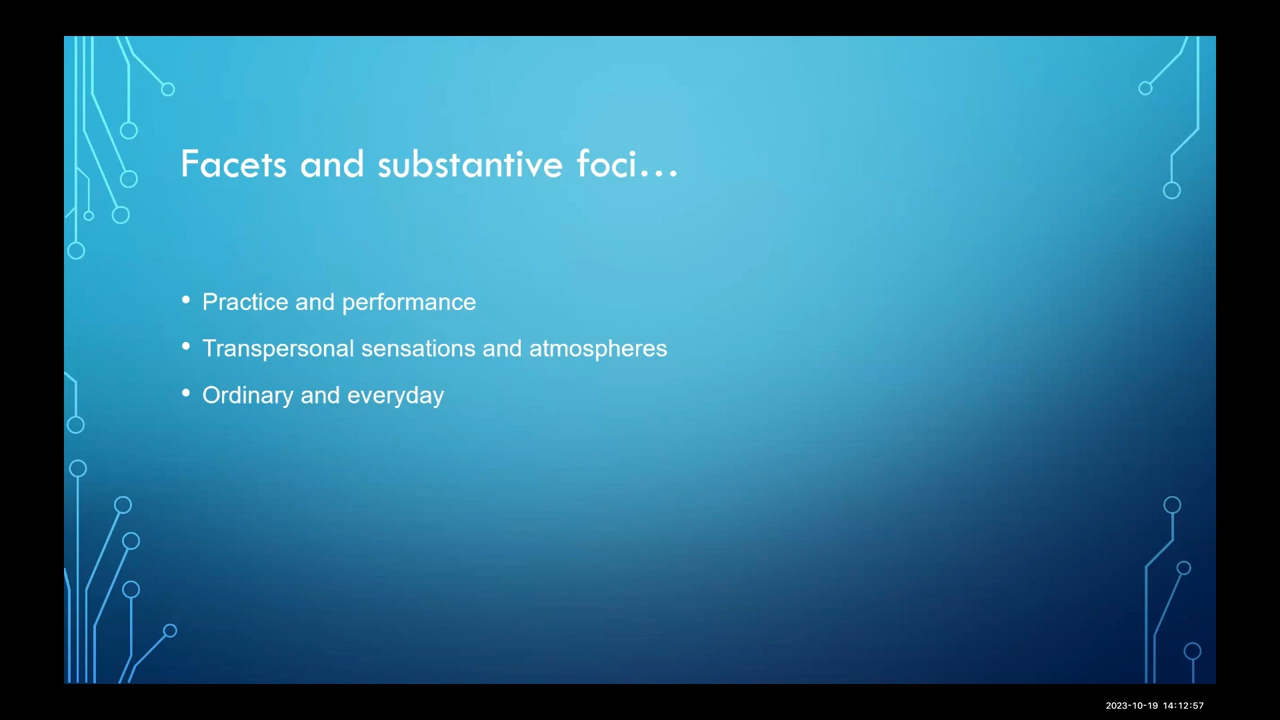 Facets and substantive foci…
• Practice and performance
• Transpersonal sensations and atmospheres
• Ordinary and everyday
2023-10-19 14:12:57